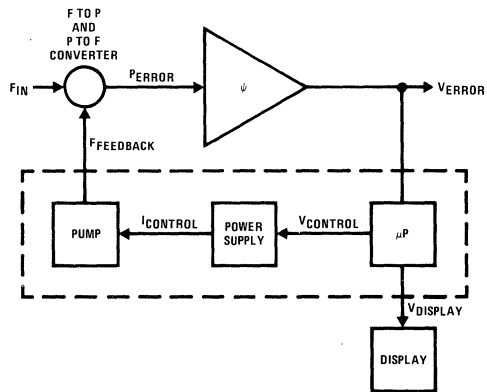 F TO P
AND
P TO F
CONVERTER
FIN
PERROR
ψ
VERROR
FFEEDBACK
PUMP
ICONTROL
POWER
SUPPLY
VCONTROL
μP
VDISPLAY
DISPLAY